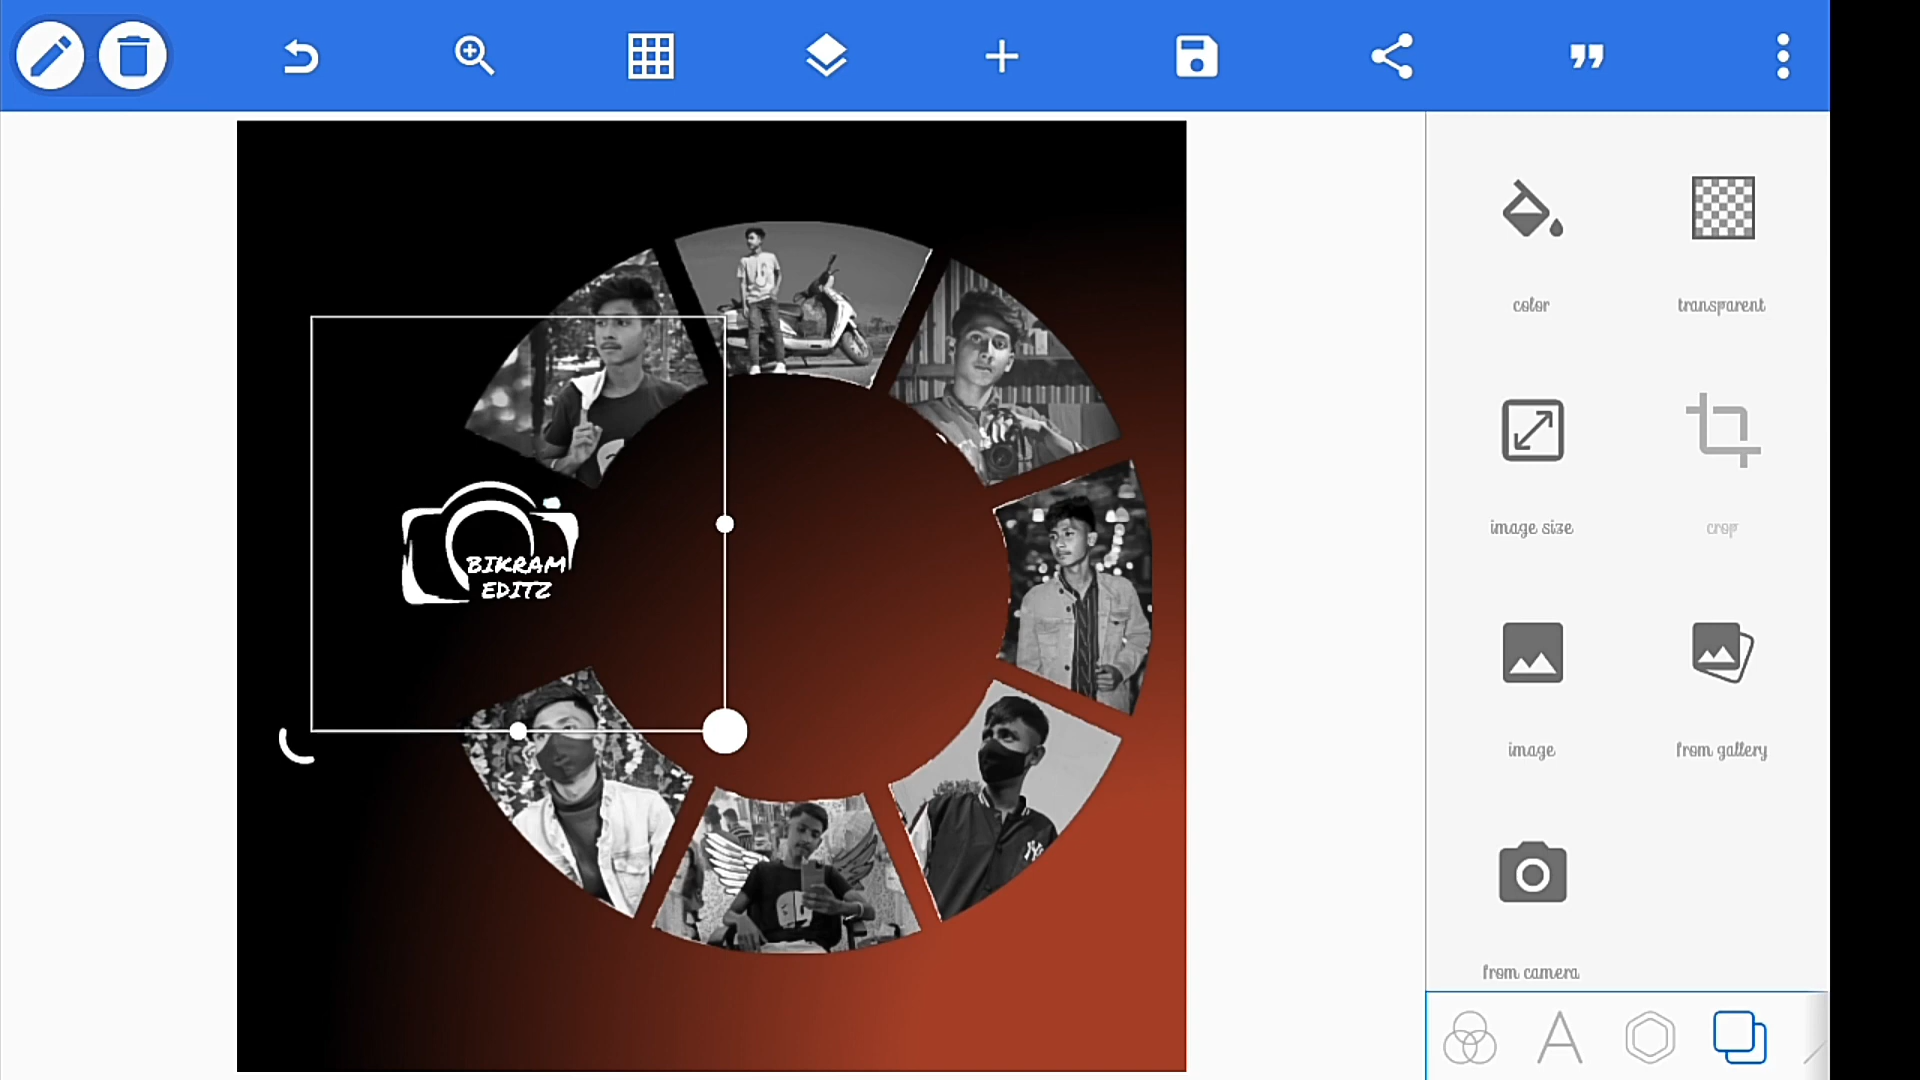 color
transparent
image size
crop
BIKRAM
EDITZ
image
from gallery
from camera